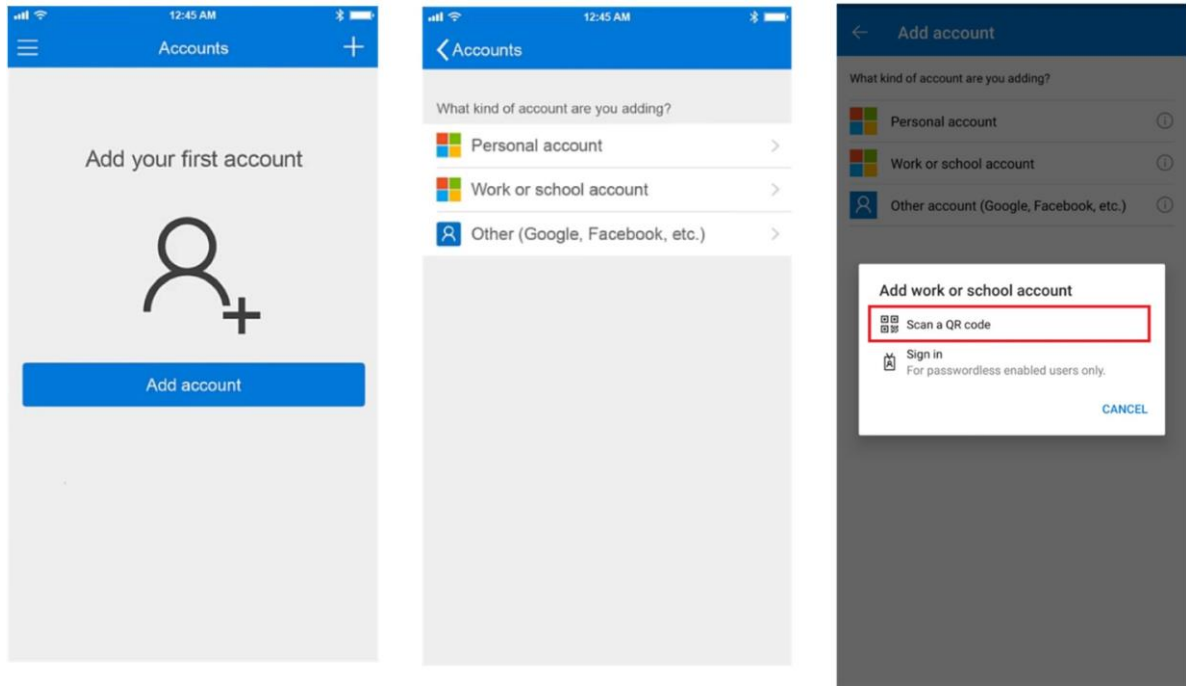 12:45 AM
Accounts
Add your first account
Add account
12:45 AM
Accounts
What kind of account are you adding?
Personal account
Work or school account
Other (Google, Facebook, etc.)
Add account
What kind of account are you adding?
Personal account
Work or school account
Other account (Google, Facebook, etc.)
Add work or school account
Scan a QR code
Sign in
For passwordless enabled users only.
CANCEL